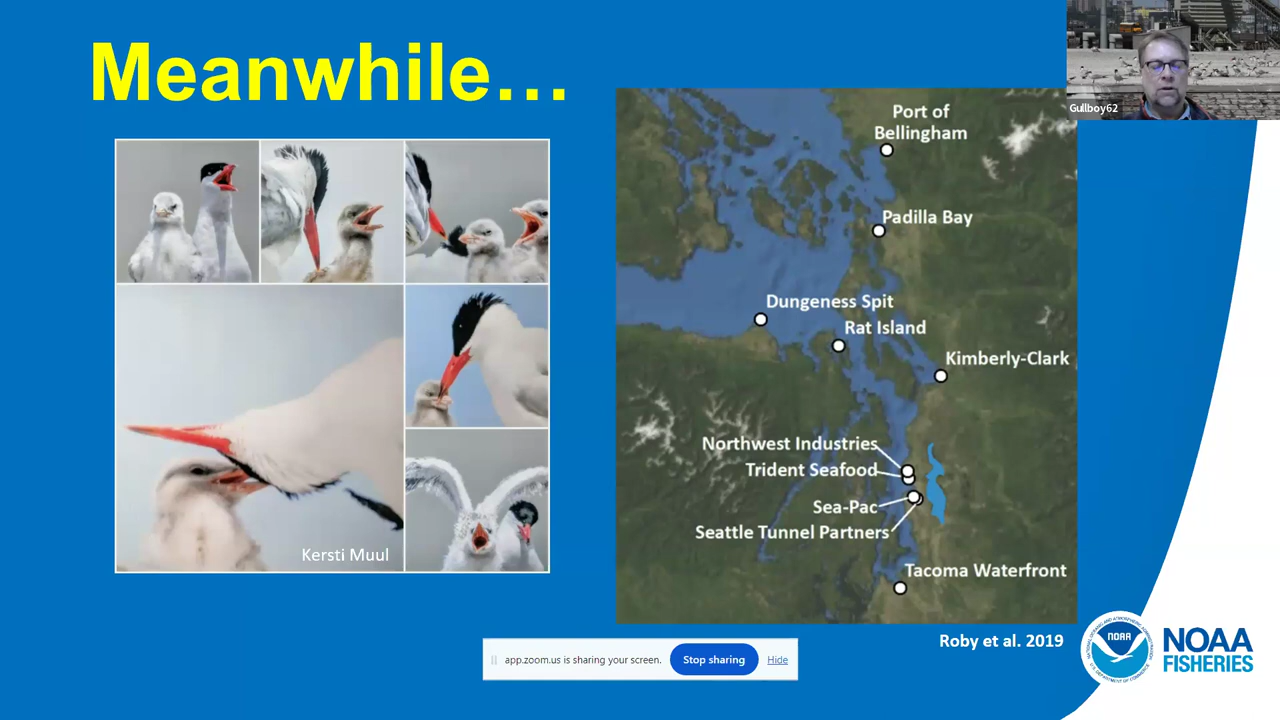 Meanwhile...
Gullboy62
Port of
Bellingham
Padilla Bay
Dungeness Spit
Rat Island
Kimberly-Clark
Northwest Industries
Trident Seafood
Sea-Pac
Seattle Tunnel Partners
Tacoma Waterfront
Kersti Muul
Roby et al. 2019
app.zoom.us is sharing your screen.
Stop sharing
Hide
NOAA
NOAA
FISHERIES